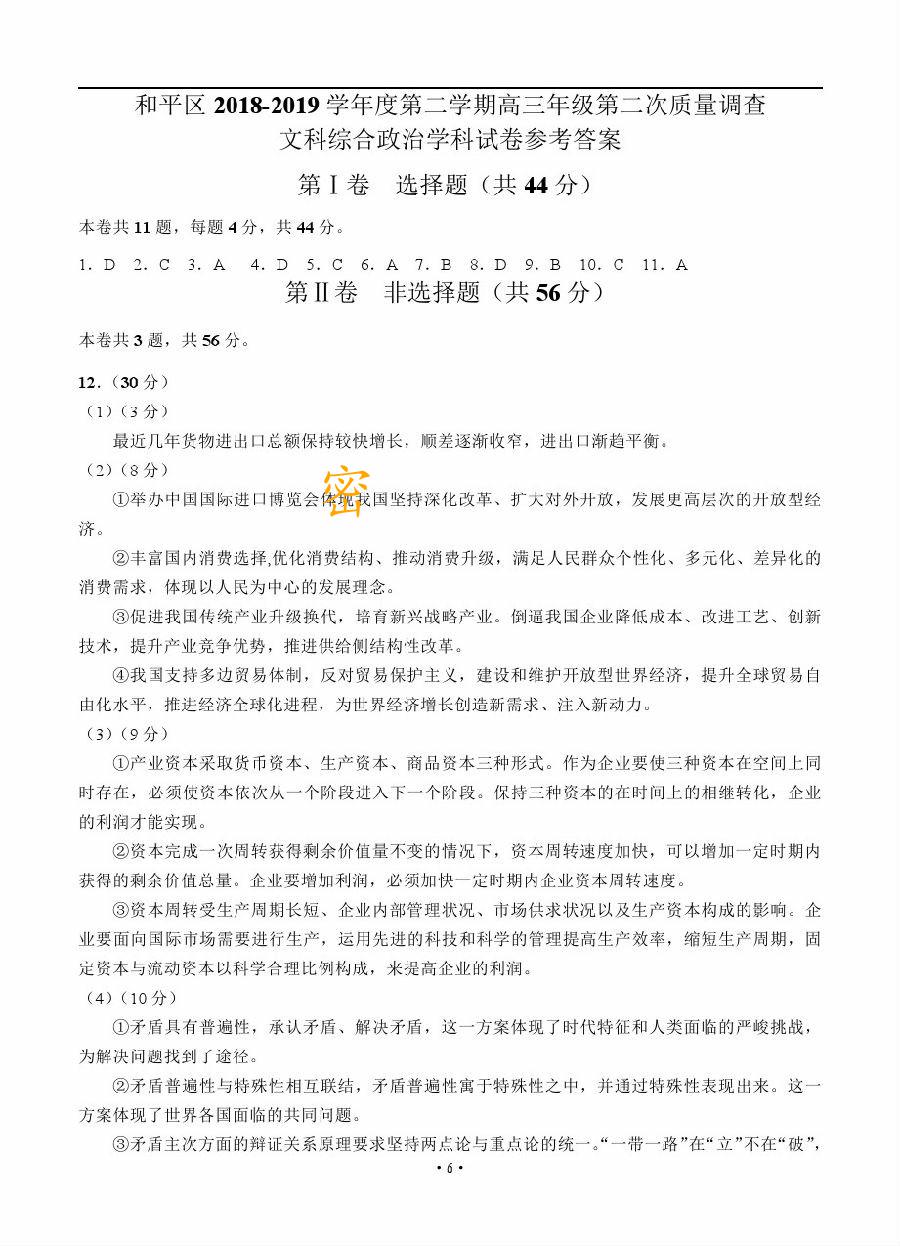 和平区 2018-2019 学年度第二学期高三年级第二次质量调查
文科综合政治学科试卷参考答案
第Ⅰ卷 选择题（共 44 分）
本卷共 11 题，每题 4 分，共 44 分。
1．D 2．C 3．A 4．D 5．C 6．A 7．B 8．D 9．B 10．C 11．A
第Ⅱ卷 非选择题（共 56 分）
本卷共 3 题，共 56 分。
12．（30 分）
（1）（3 分）
最近几年货物进出口总额保持较快增长，顺差逐渐收窄，进出口渐趋平衡。
（2）（8 分）
密
①举办中国国际进口博览会体现我国坚持深化改革、扩大对外开放，发展更高层次的开放型经
济。
②丰富国内消费选择,优化消费结构、推动消费升级，满足人民群众个性化、多元化、差异化的
消费需求，体现以人民为中心的发展理念。
③促进我国传统产业升级换代，培育新兴战略产业。倒逼我国企业降低成本、改进工艺、创新
技术，提升产业竞争优势，推进供给侧结构性改革。
④我国支持多边贸易体制，反对贸易保护主义，建设和维护开放型世界经济，提升全球贸易自
由化水平，推进经济全球化进程，为世界经济增长创造新需求、注入新动力。
（3）（9 分）
①产业资本采取货币资本、生产资本、商品资本三种形式。作为企业要使三种资本在空间上同
时存在，必须使资本依次从一个阶段进入下一个阶段。保持三种资本的在时间上的相继转化，企业
的利润才能实现。
②资本完成一次周转获得剩余价值量不变的情况下，资本周转速度加快，可以增加一定时期内
获得的剩余价值总量。企业要增加利润，必须加快一定时期内企业资本周转速度。
③资本周转受生产周期长短、企业内部管理状况、市场供求状况以及生产资本构成的影响。企
业要面向国际市场需要进行生产，运用先进的科技和科学的管理提高生产效率，缩短生产周期，固
定资本与流动资本以科学合理比例构成，来提高企业的利润。
（4）（10 分）
①矛盾具有普遍性，承认矛盾、解决矛盾，这一方案体现了时代特征和人类面临的严峻挑战，
为解决问题找到了途径。
②矛盾普遍性与特殊性相互联结，矛盾普遍性寓于特殊性之中，并通过特殊性表现出来。这一
方案体现了世界各国面临的共同问题。
③矛盾主次方面的辩证关系原理要求坚持两点论与重点论的统一。“一带一路”在“立”不在“破”，
·6·